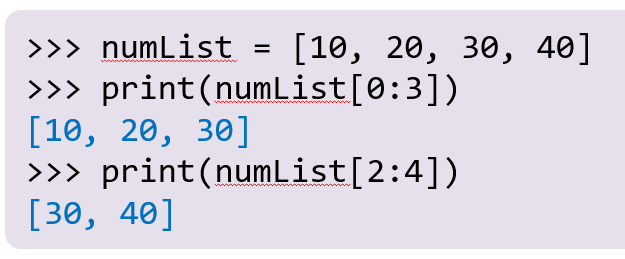 >>> numList = [10, 20, 30, 40]
>>> print(numList[0:3])
[10, 20, 30]
>>> print(numList[2:4])
[30, 40]